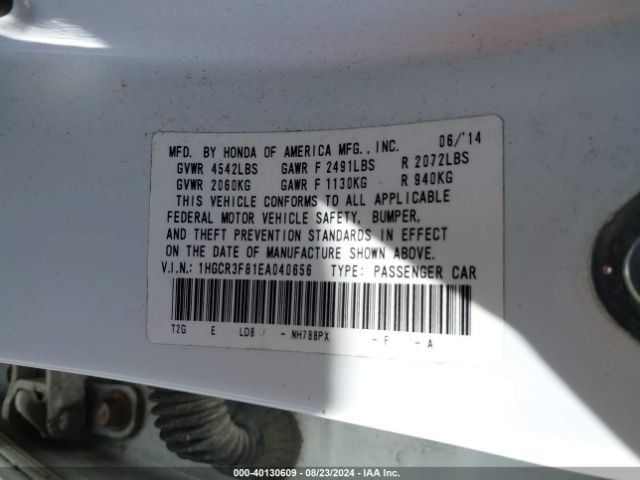 MFD. BY HONDA OF AMERICA MFG., INC. 06/'14
GVWR 4542LBS GAWR F 2491LBS R 2072LBS
GVWR 2060KG GAWR F 1130KG R 940KG
THIS VEHICLE CONFORMS TO ALL APPLICABLE
FEDERAL MOTOR VEHICLE SAFETY, BUMPER,
AND THEFT PREVENTION STANDARDS IN EFFECT
ON THE DATE OF MANUFACTURE SHOWN ABOVE.
V.I.N.: 1HGCR3F81EA040656 TYPE: PASSENGER CAR
T2G E LDB - NH788PX - F - A
000-40130609 - 08/23/2024 - IAA Inc.